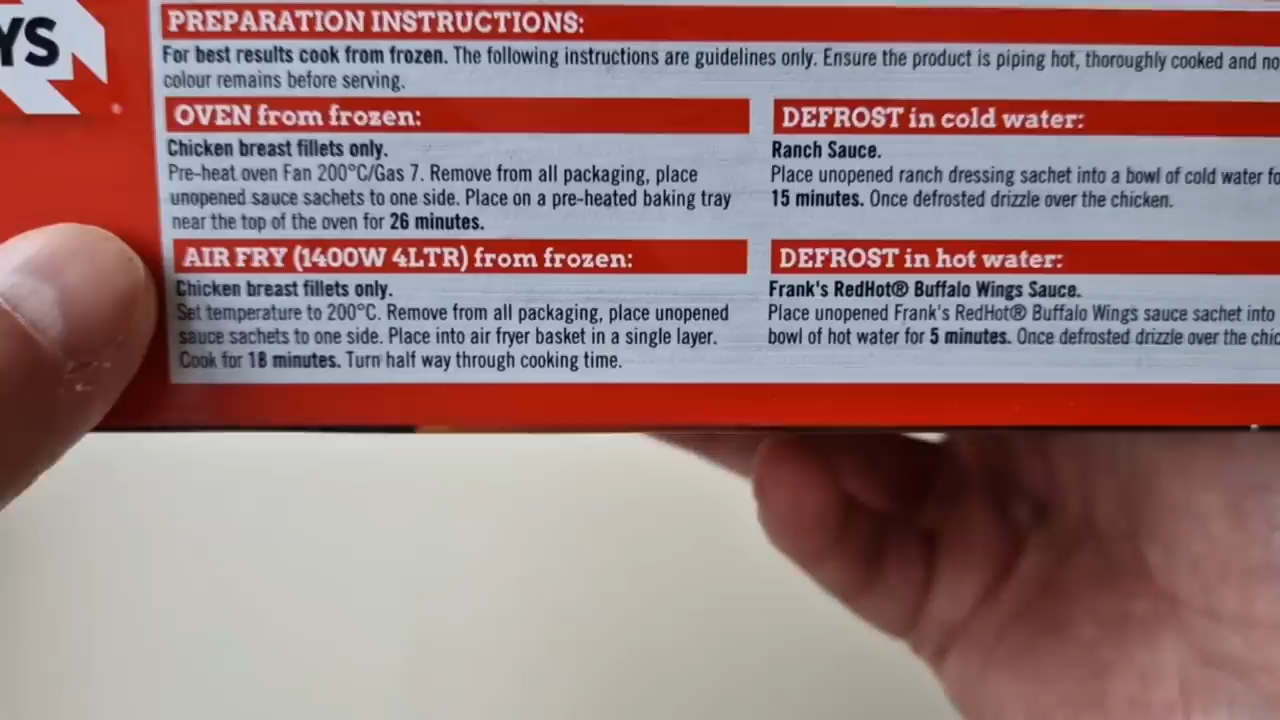 YS
PREPARATION INSTRUCTIONS:
For best results cook from frozen. The following instructions are guidelines only. Ensure the product is piping hot, thoroughly cooked and no
colour remains before serving.
OVEN from frozen:
Chicken breast fillets only.
Pre-heat oven Fan 200°C/Gas 7. Remove from all packaging, place
unopened sauce sachets to one side. Place on a pre-heated baking tray
near the top of the oven for 26 minutes.
AIR FRY (1400W 4LTR) from frozen:
Chicken breast fillets only.
Set temperature to 200°C. Remove from all packaging, place unopened
sauce sachets to one side. Place into air fryer basket in a single layer.
Cook for 18 minutes. Turn half way through cooking time.
DEFROST in cold water:
Ranch Sauce.
Place unopened ranch dressing sachet into a bowl of cold water fo
15 minutes. Once defrosted drizzle over the chicken.
DEFROST in hot water:
Frank's RedHot® Buffalo Wings Sauce.
Place unopened Frank's RedHot® Buffalo Wings sauce sachet into
bowl of hot water for 5 minutes. Once defrosted drizzle over the chic